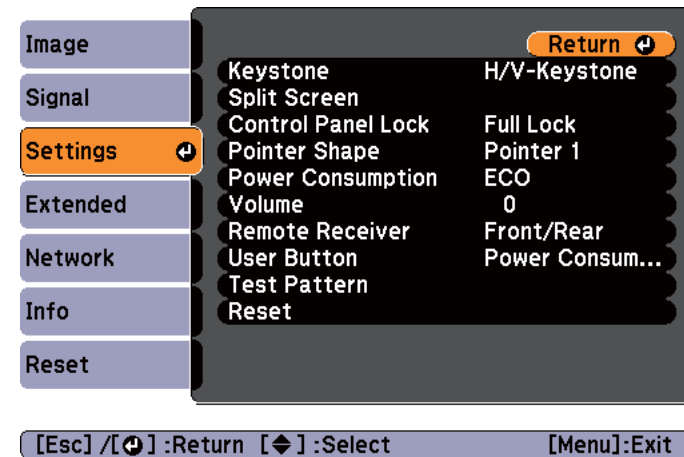 Image
Signal
Settings
Extended
Network
Info
Reset
Return
Keystone H/V-Keystone
Split Screen
Control Panel Lock Full Lock
Pointer Shape Pointer 1
Power Consumption ECO
Volume 0
Remote Receiver Front/Rear
User Button Power Consum...
Test Pattern
Reset
[Esc] /[ ] :Return [ ] :Select [Menu]:Exit